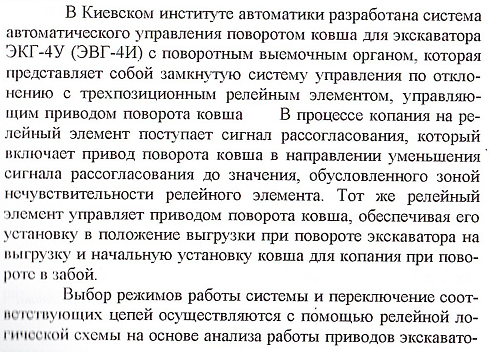 В Киевском институте автоматики разработана система
автоматического управления поворотом ковша для экскаватора
ЭКГ-4У (ЭВГ-4И) с поворотным выемочным органом, которая
представляет собой замкнутую систему управления по откло-
нению с трехпозиционным релейным элементом, управляю-
щим приводом поворота ковша В процессе копания на ре-
лейный элемент поступает сигнал рассогласования, который
включает привод поворота ковша в направлении уменьшения
сигнала рассогласования до значения, обусловленного зоной
нечувствительности релейного элемента. Тот же релейный
элемент управляет приводом поворота ковша, обеспечивая его
установку в положение выгрузки при повороте экскаватора на
выгрузку и начальную установку ковша для копания при пово-
роте в забой.
Выбор режимов работы системы и переключение соот-
ветствующих цепей осуществляются с помощью релейной ло-
гической схемы на основе анализа работы приводов экскавато-